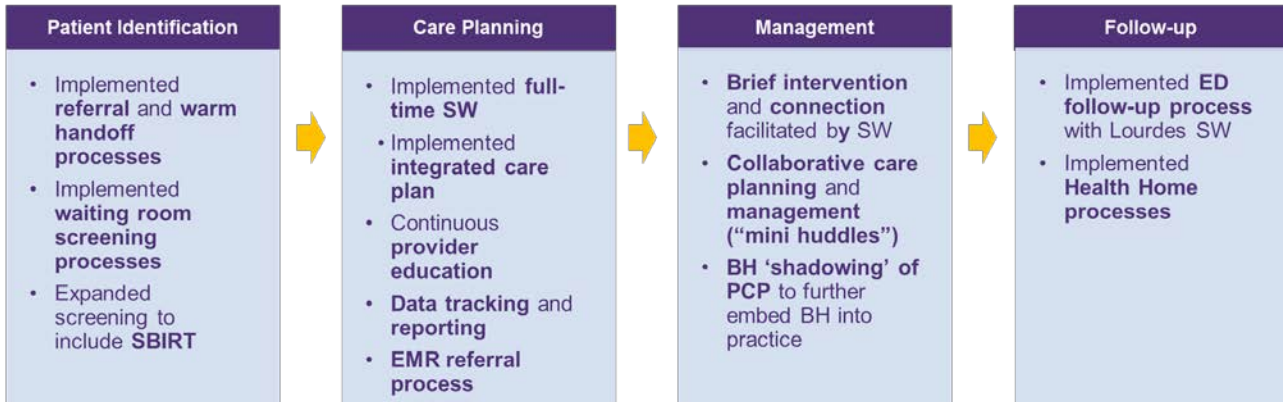 Patient Identification
• Implemented
referral and warm
handoff
processes
• Implemented
waiting room
screening
processes
• Expanded
screening to
include SBIRT
Care Planning
• Implemented full-
time SW
• Implemented
integrated care
plan
• Continuous
provider
education
• Data tracking and
reporting
• EMR referral
process
Management
• Brief intervention
and connection
facilitated by SW
• Collaborative care
planning and
management
(“mini huddles”)
• BH ‘shadowing’ of
PCP to further
embed BH into
practice
Follow-up
• Implemented ED
follow-up process
with Lourdes SW
• Implemented
Health Home
processes